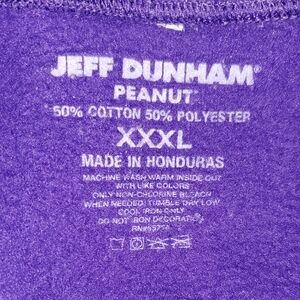 JEFF DUNHAM®
PEANUT™
50% COTTON 50% POLYESTER
XXXL
MADE IN HONDURAS
MACHINE WASH WARM INSIDE OUT
WITH LIKE COLORS
ONLY NON-CHLORINE BLEACH
WHEN NEEDED. TUMBLE DRY LOW
COOL IRON ONLY
DO NOT IRON DECORATION